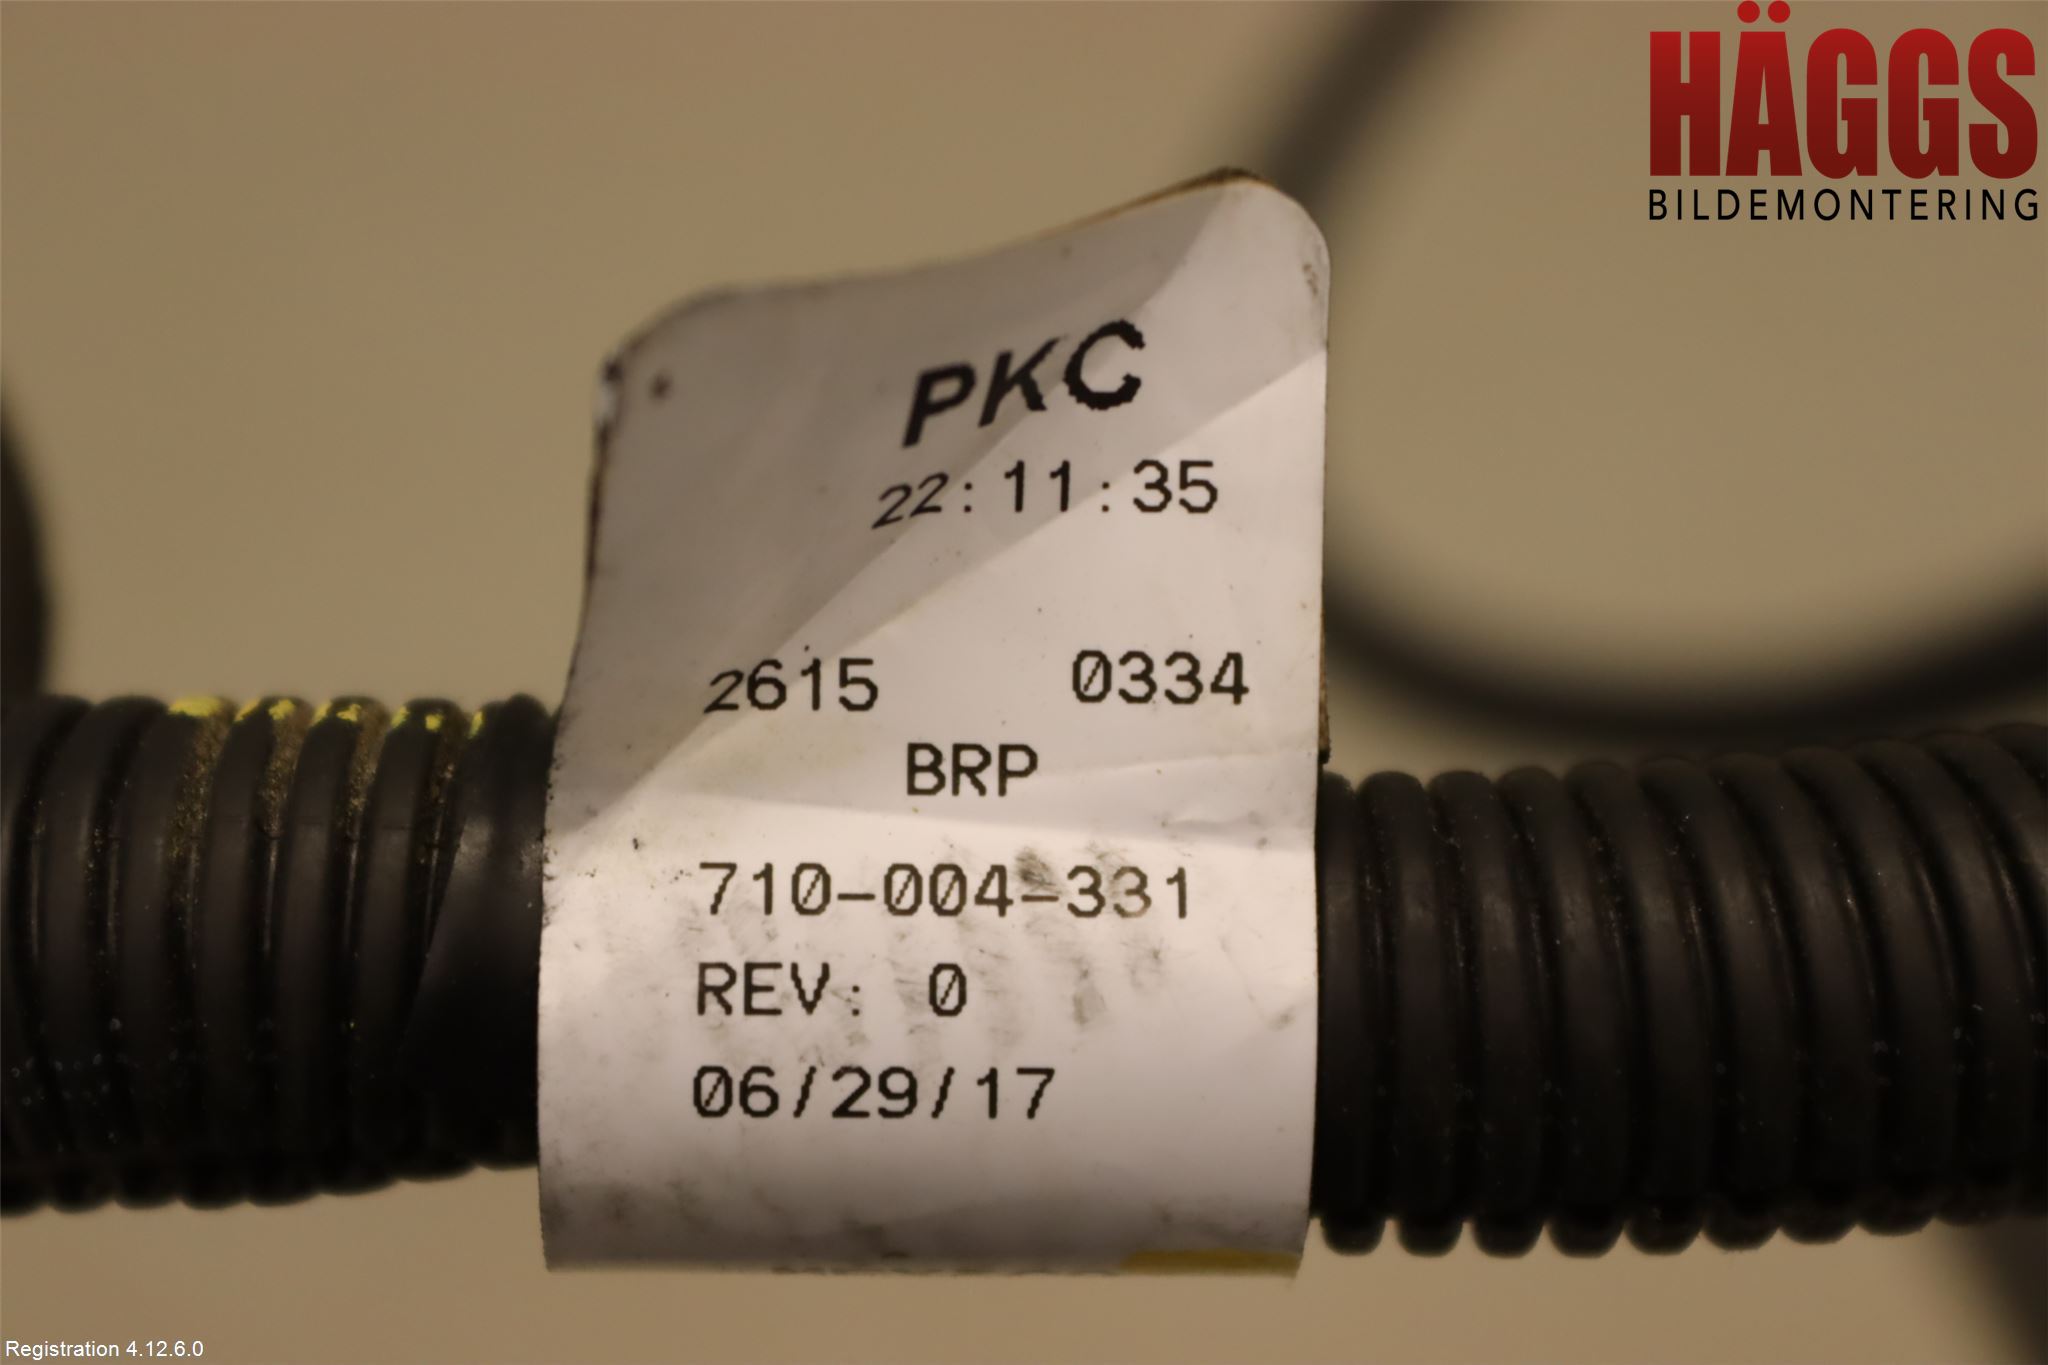 HÄGGS
BILDEMONTERING
PKC
22:11:35
2615 0334
BRP
710-004-331
REV: 0
06/29/17
Registration 4.12.6.0